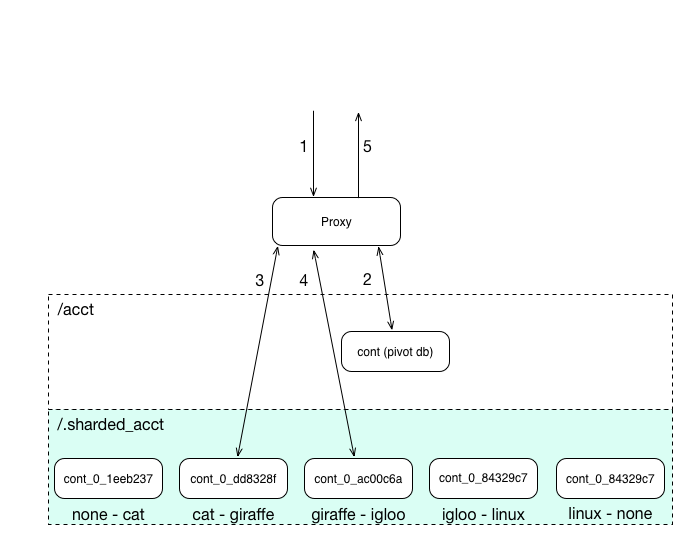 1
5
Proxy
3
4
2
/acct
cont (pivot db)
/.sharded_acct
cont_0_1eeb237
cont_0_dd8328f
cont_0_ac00c6a
cont_0_84329c7
cont_0_84329c7
none - cat
cat - giraffe
giraffe - igloo
igloo - linux
linux - none